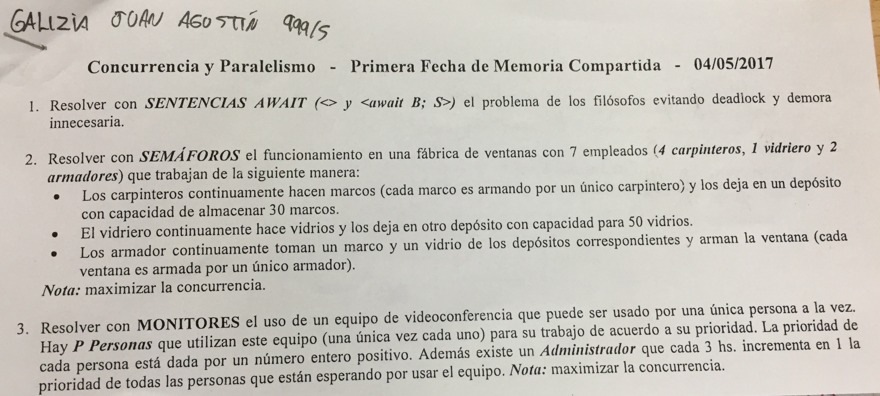 GALIZIA JUAN AGOSTÍN 999/5
Concurrencia y Paralelismo - Primera Fecha de Memoria Compartida - 04/05/2017
1. Resolver con SENTENCIAS AWAIT (<> y <await B; S>) el problema de los filósofos evitando deadlock y demora
innecesaria.
2. Resolver con SEMÁFOROS el funcionamiento en una fábrica de ventanas con 7 empleados (4 carpinteros, 1 vidriero y 2
armadores) que trabajan de la siguiente manera:
• Los carpinteros continuamente hacen marcos (cada marco es armando por un único carpintero) y los deja en un depósito
con capacidad de almacenar 30 marcos.
• El vidriero continuamente hace vidrios y los deja en otro depósito con capacidad para 50 vidrios.
• Los armador continuamente toman un marco y un vidrio de los depósitos correspondientes y arman la ventana (cada
ventana es armada por un único armador).
Nota: maximizar la concurrencia.
3. Resolver con MONITORES el uso de un equipo de videoconferencia que puede ser usado por una única persona a la vez.
Hay P Personas que utilizan este equipo (una única vez cada uno) para su trabajo de acuerdo a su prioridad. La prioridad de
cada persona está dada por un número entero positivo. Además existe un Administrador que cada 3 hs. incrementa en 1 la
prioridad de todas las personas que están esperando por usar el equipo. Nota: maximizar la concurrencia.